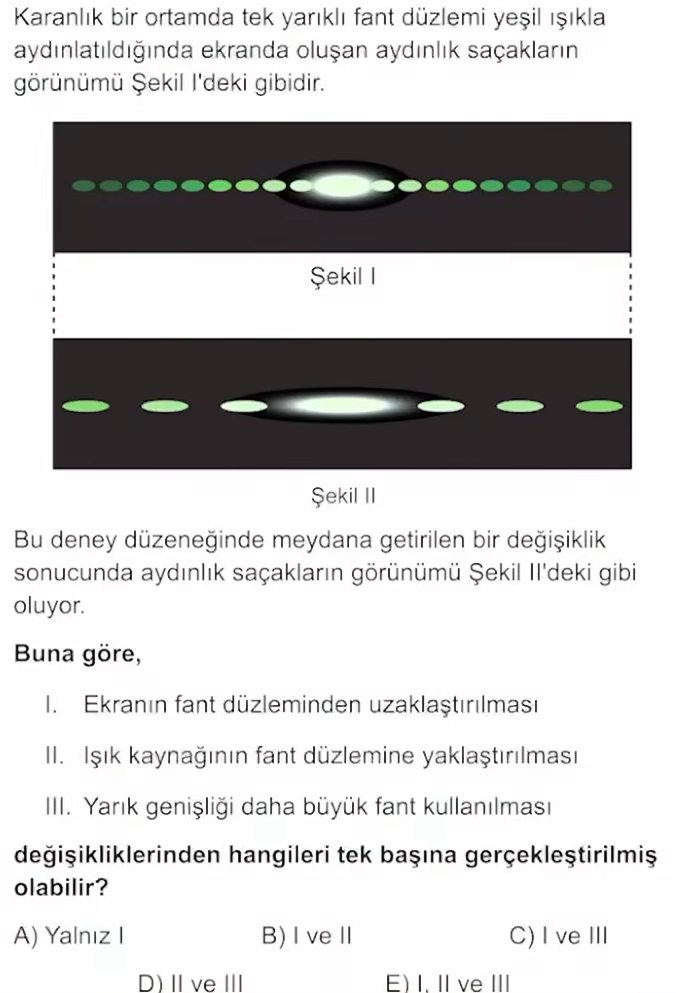 Karanlık bir ortamda tek yarıklı fant düzlemi yeşil ışıkla
aydınlatıldığında ekranda oluşan aydınlık saçakların
görünümü Şekil I'deki gibidir.
Şekil I
Şekil II
Bu deney düzeneğinde meydana getirilen bir değişiklik
sonucunda aydınlık saçakların görünümü Şekil II'deki gibi
oluyor.
Buna göre,
I. Ekranın fant düzleminden uzaklaştırılması
II. Işık kaynağının fant düzlemine yaklaştırılması
III. Yarık genişliği daha büyük fant kullanılması
değişikliklerinden hangileri tek başına gerçekleştirilmiş
olabilir?
A) Yalnız I B) I ve II C) I ve III
D) II ve III E) I, II ve III